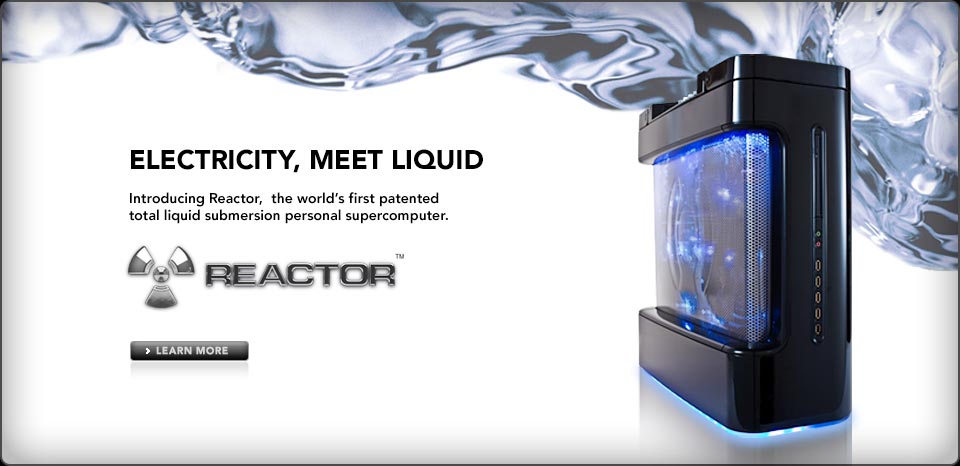 ELECTRICITY, MEET LIQUID
Introducing Reactor,  the world's first patented
total liquid submersion personal supercomputer.
REACTOR™
LEARN MORE